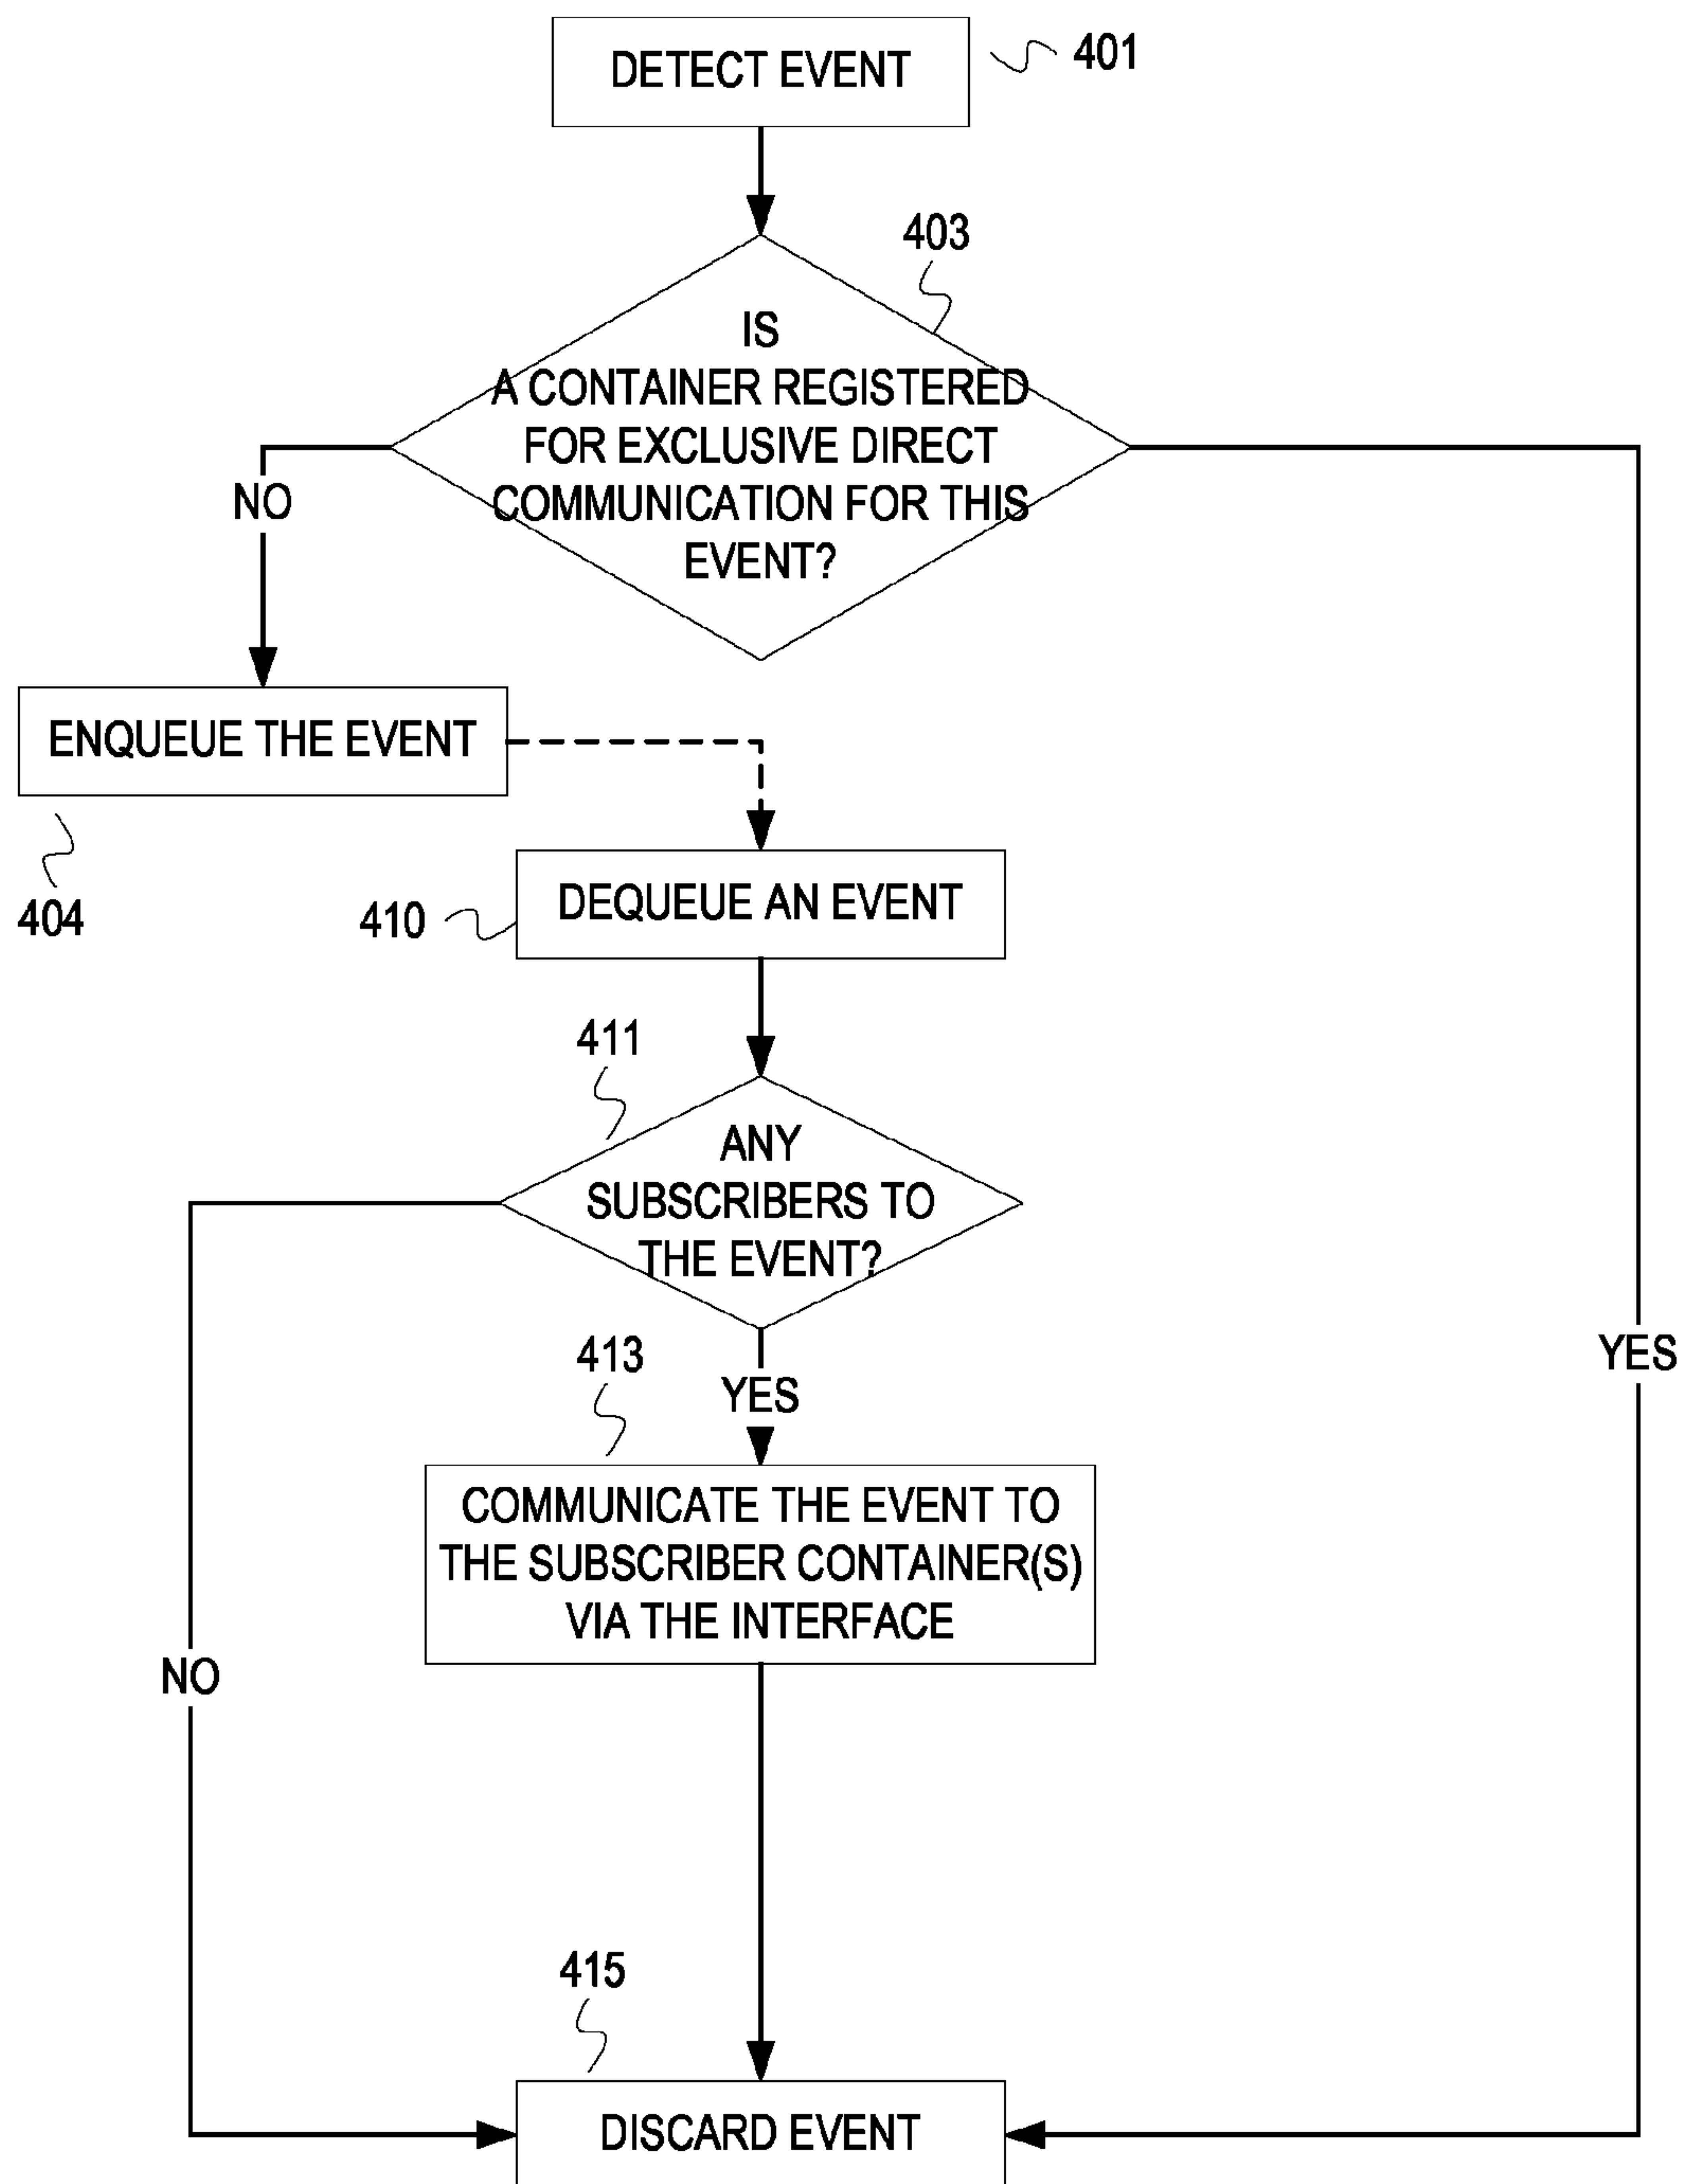 DETECT EVENT
401
403
IS
A CONTAINER REGISTERED
FOR EXCLUSIVE DIRECT
COMMUNICATION FOR THIS
EVENT?
NO
ENQUEUE THE EVENT
404
410
DEQUEUE AN EVENT
411
ANY
SUBSCRIBERS TO
THE EVENT?
413
YES
YES
COMMUNICATE THE EVENT TO
THE SUBSCRIBER CONTAINER(S)
VIA THE INTERFACE
NO
415
DISCARD EVENT